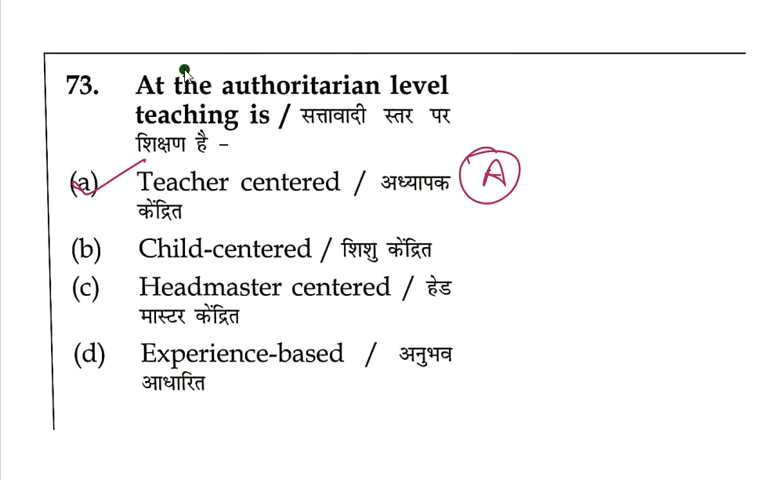 73. At the authoritarian level
teaching is / सत्तावादी स्तर पर
शिक्षण है –
(a) Teacher centered / अध्यापक A
केंद्रित
(b) Child-centered / शिशु केंद्रित
(c) Headmaster centered / हेड
मास्टर केंद्रित
(d) Experience-based / अनुभव
आधारित